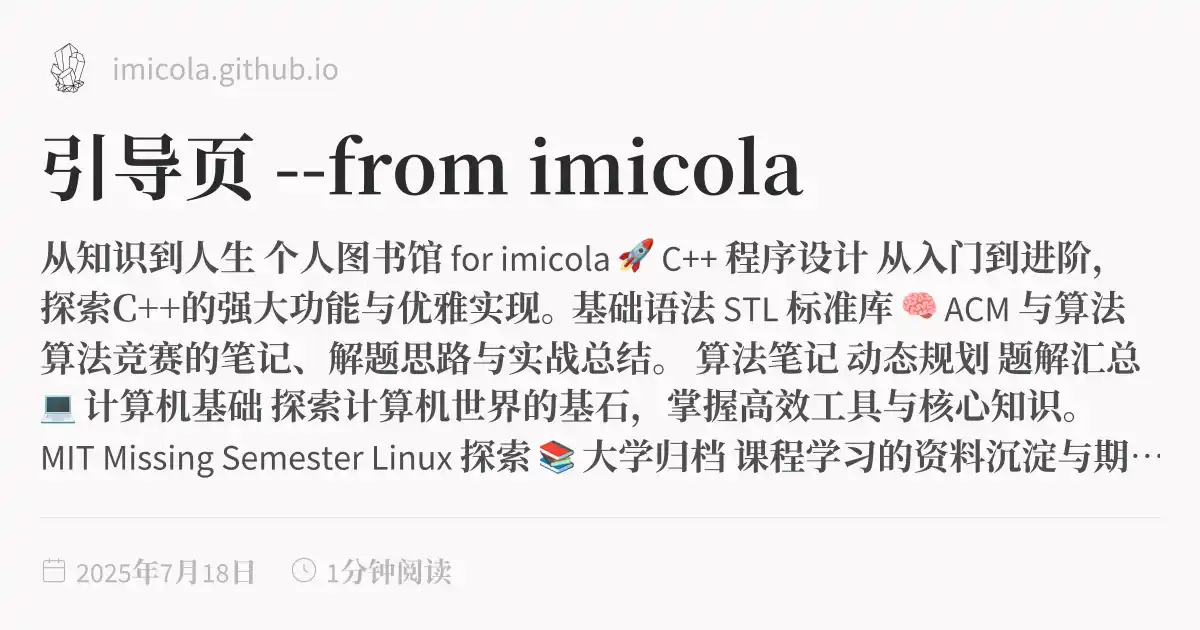 imicola.github.io
引导页 --from imicola
从知识到人生 个人图书馆 for imicola 🚀 C++ 程序设计 从入门到进阶，
探索C++的强大功能与优雅实现。基础语法 STL 标准库 🧠 ACM 与算法
算法竞赛的笔记、解题思路与实战总结。 算法笔记 动态规划 题解汇总
💻 计算机基础 探索计算机世界的基石，掌握高效工具与核心知识。
MIT Missing Semester Linux 探索 📚 大学归档 课程学习的资料沉淀与期…
2025年7月18日 1分钟阅读